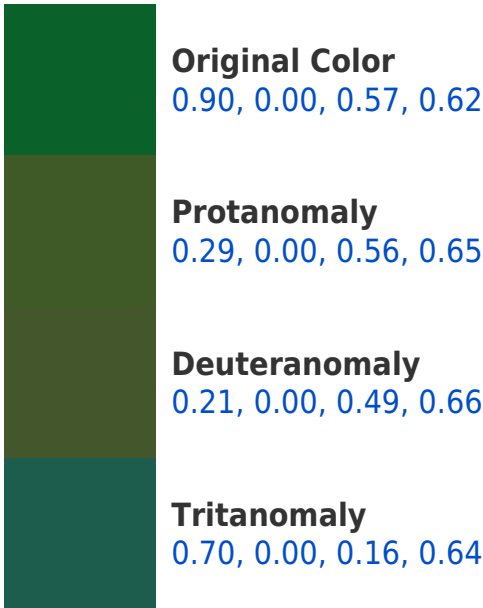 Original Color
0.90, 0.00, 0.57, 0.62
Protanomaly
0.29, 0.00, 0.56, 0.65
Deuteranomaly
0.21, 0.00, 0.49, 0.66
Tritanomaly
0.70, 0.00, 0.16, 0.64